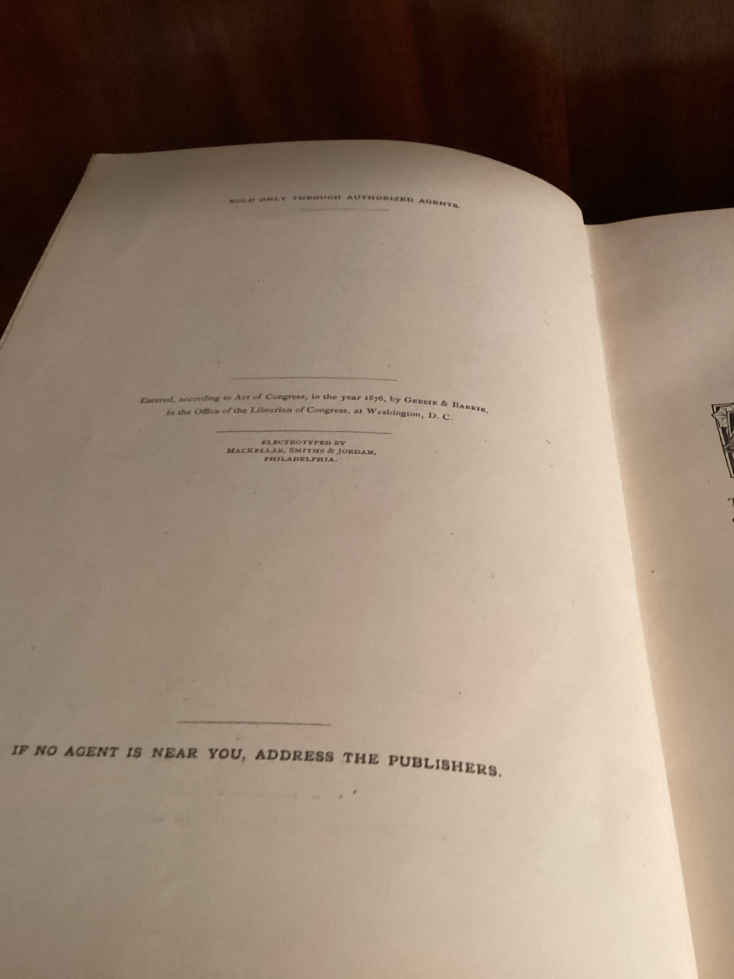 SOLD ONLY THROUGH AUTHORIZED AGENTS.
Entered, according to Act of Congress, in the year 1876, by GEBBIE & BARRIE,
in the Office of the Librarian of Congress, at Washington, D. C.
ELECTROTYPED BY
MACKELLAR, SMITHS & JORDAN,
PHILADELPHIA.
IF NO AGENT IS NEAR YOU, ADDRESS THE PUBLISHERS.